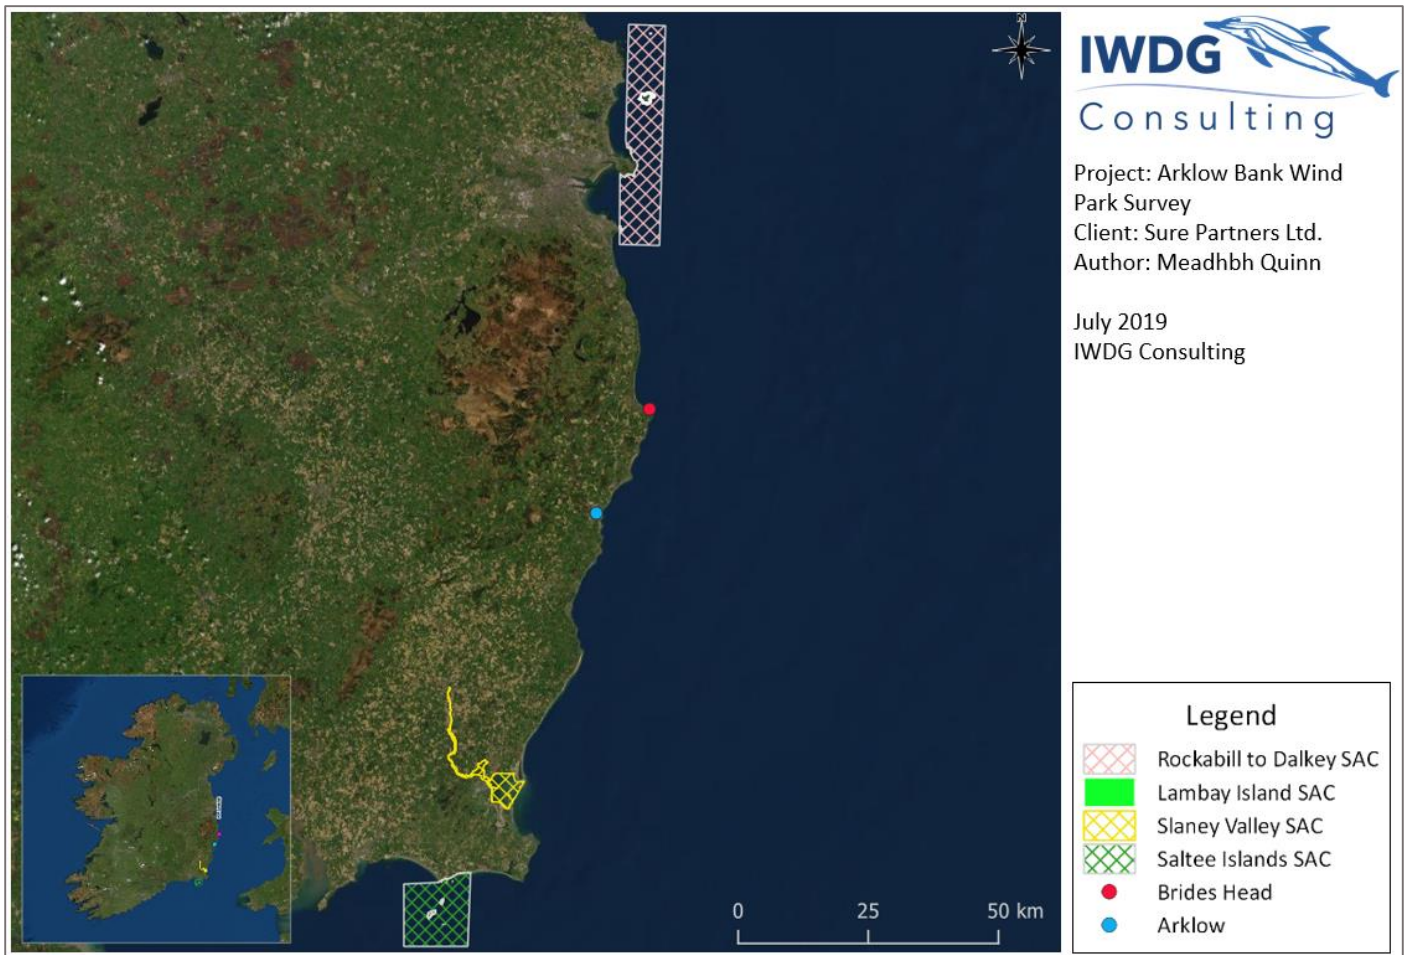 N
IWDG
Consulting
Project: Arklow Bank Wind
Park Survey
Client: Sure Partners Ltd.
Author: Meadhbh Quinn
July 2019
IWDG Consulting
Legend
Rockabill to Dalkey SAC
Lambay Island SAC
Slaney Valley SAC
Saltee Islands SAC
Brides Head
Arklow
0 25 50 km